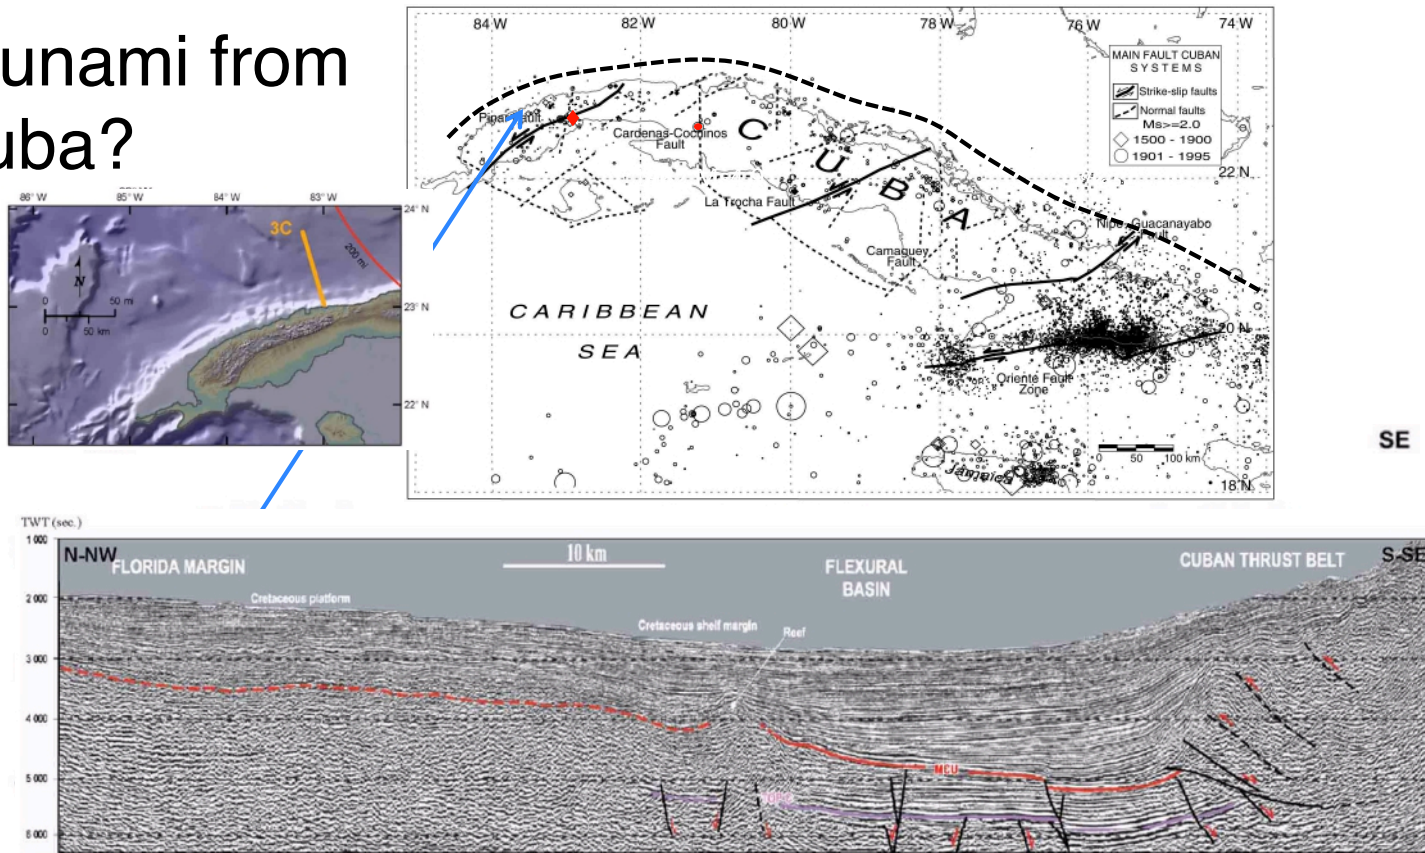 unami from
uba?
84 W 82 W 80 W 78 W 76 W 74 W
MAIN FAULT CUBAN
SYSTEMS
Strike-slip faults
Normal faults
Ms>=2.0
1500 - 1900
1901 - 1995
22 N
20 N
18 N
Pinar Fault
Cardenas-Cochinos
Fault
C U B A
La Trocha Fault
Camaguey
Fault
Nipe Guacanayabo
Fault
CARIBBEAN
SEA
Oriente Fault
Zone
Jamaica
0 50 100 km
86° W 85° W 84° W 83° W
24° N
23° N
22° N
3C
200 mi
N
0 50 mi
0 50 km
SE
TWT (sec.)
1 000
2 000
3 000
4 000
5 000
6 000
N-NW
FLORIDA MARGIN
10 km
FLEXURAL
BASIN
CUBAN THRUST BELT
S-SE
Cretaceous platform
Cretaceous shelf margin
Reef
MCU